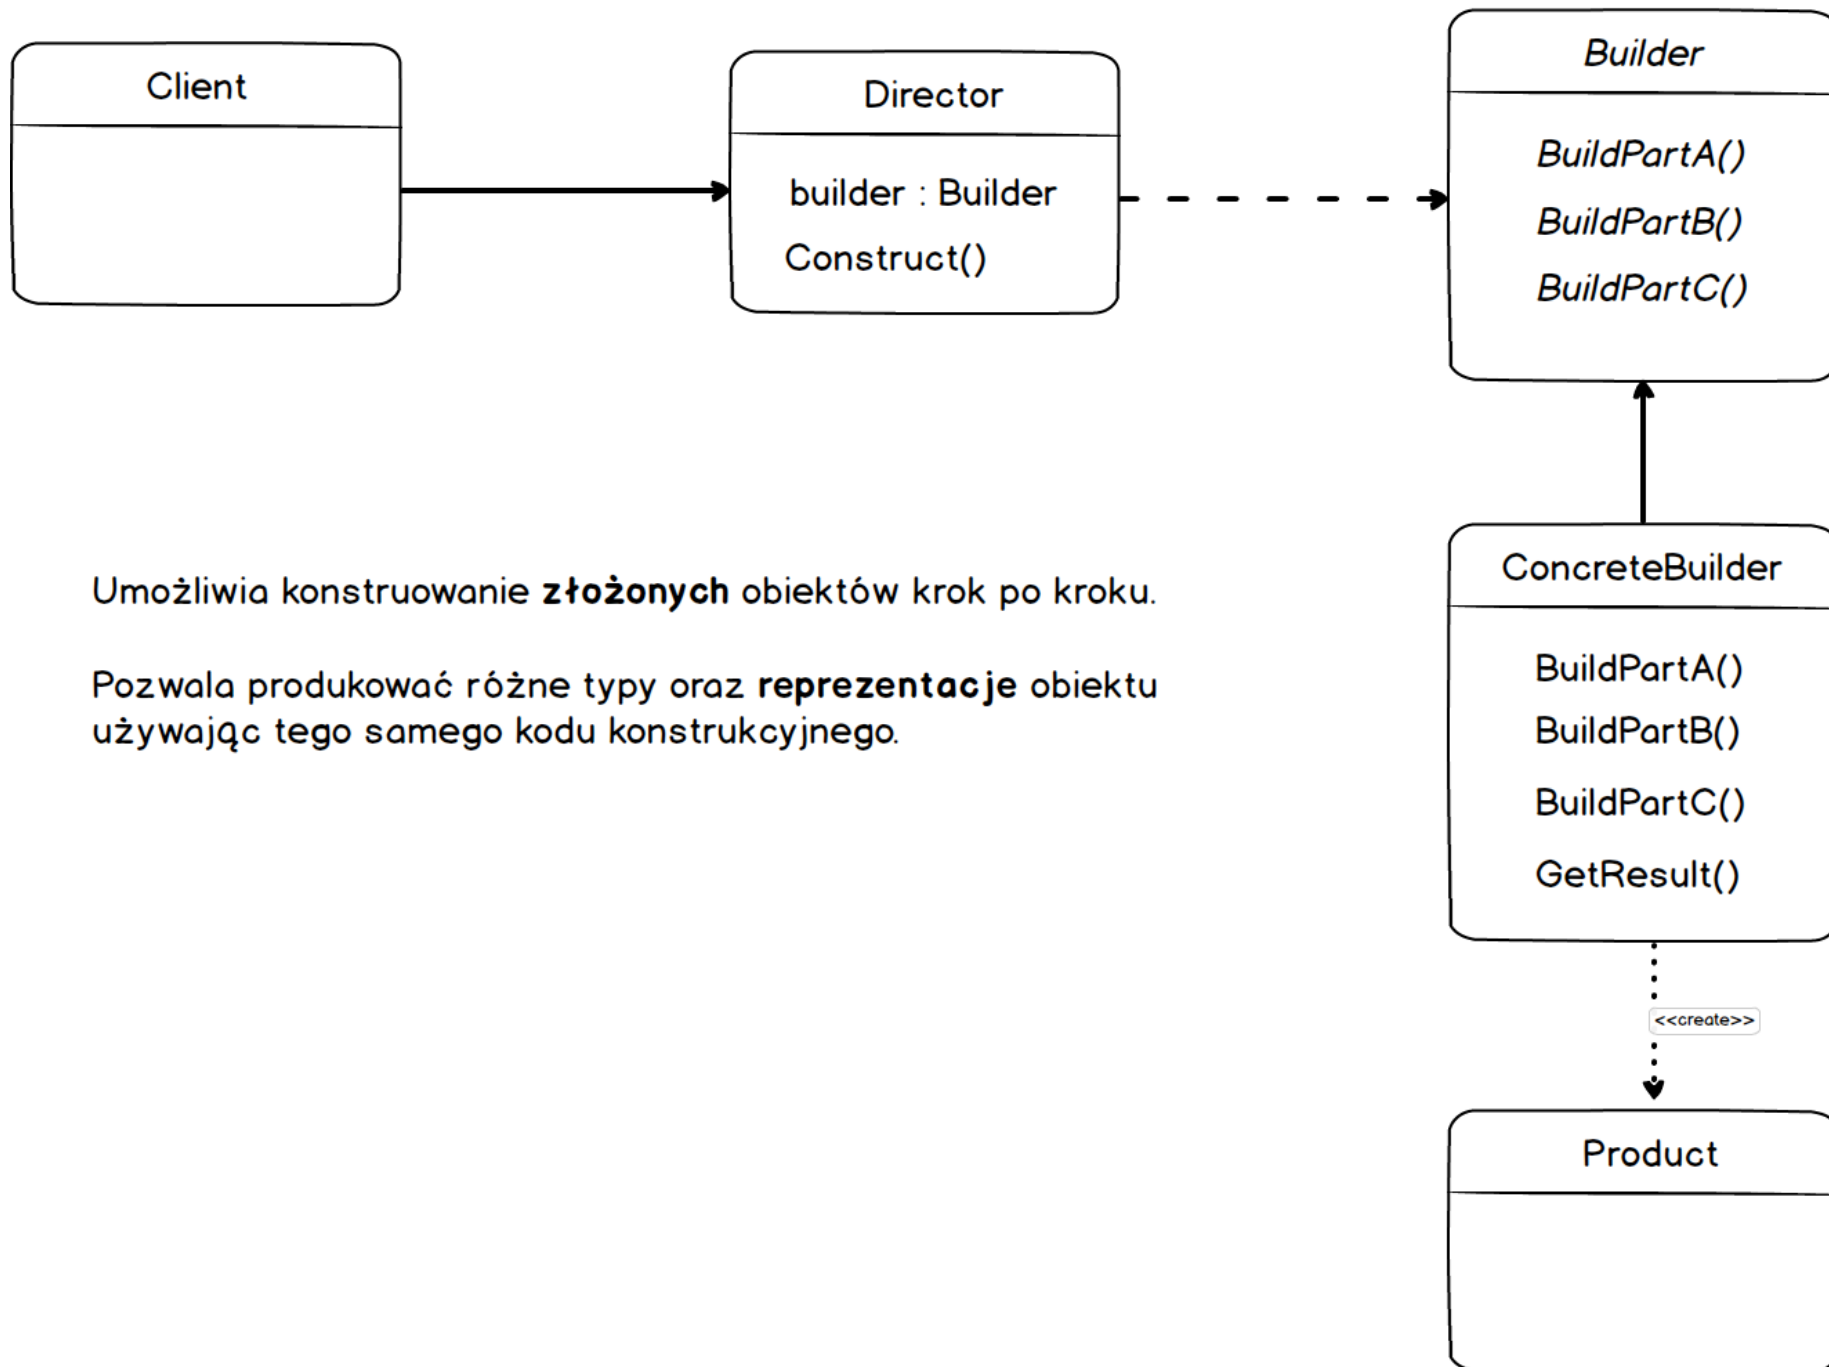 Client
Director
builder : Builder
Construct()
Builder
BuildPartA()
BuildPartB()
BuildPartC()
Umożliwia konstruowanie złożonych obiektów krok po kroku.
Pozwala produkować różne typy oraz reprezentacje obiektu
używając tego samego kodu konstrukcyjnego.
ConcreteBuilder
BuildPartA()
BuildPartB()
BuildPartC()
GetResult()
<<create>>
Product